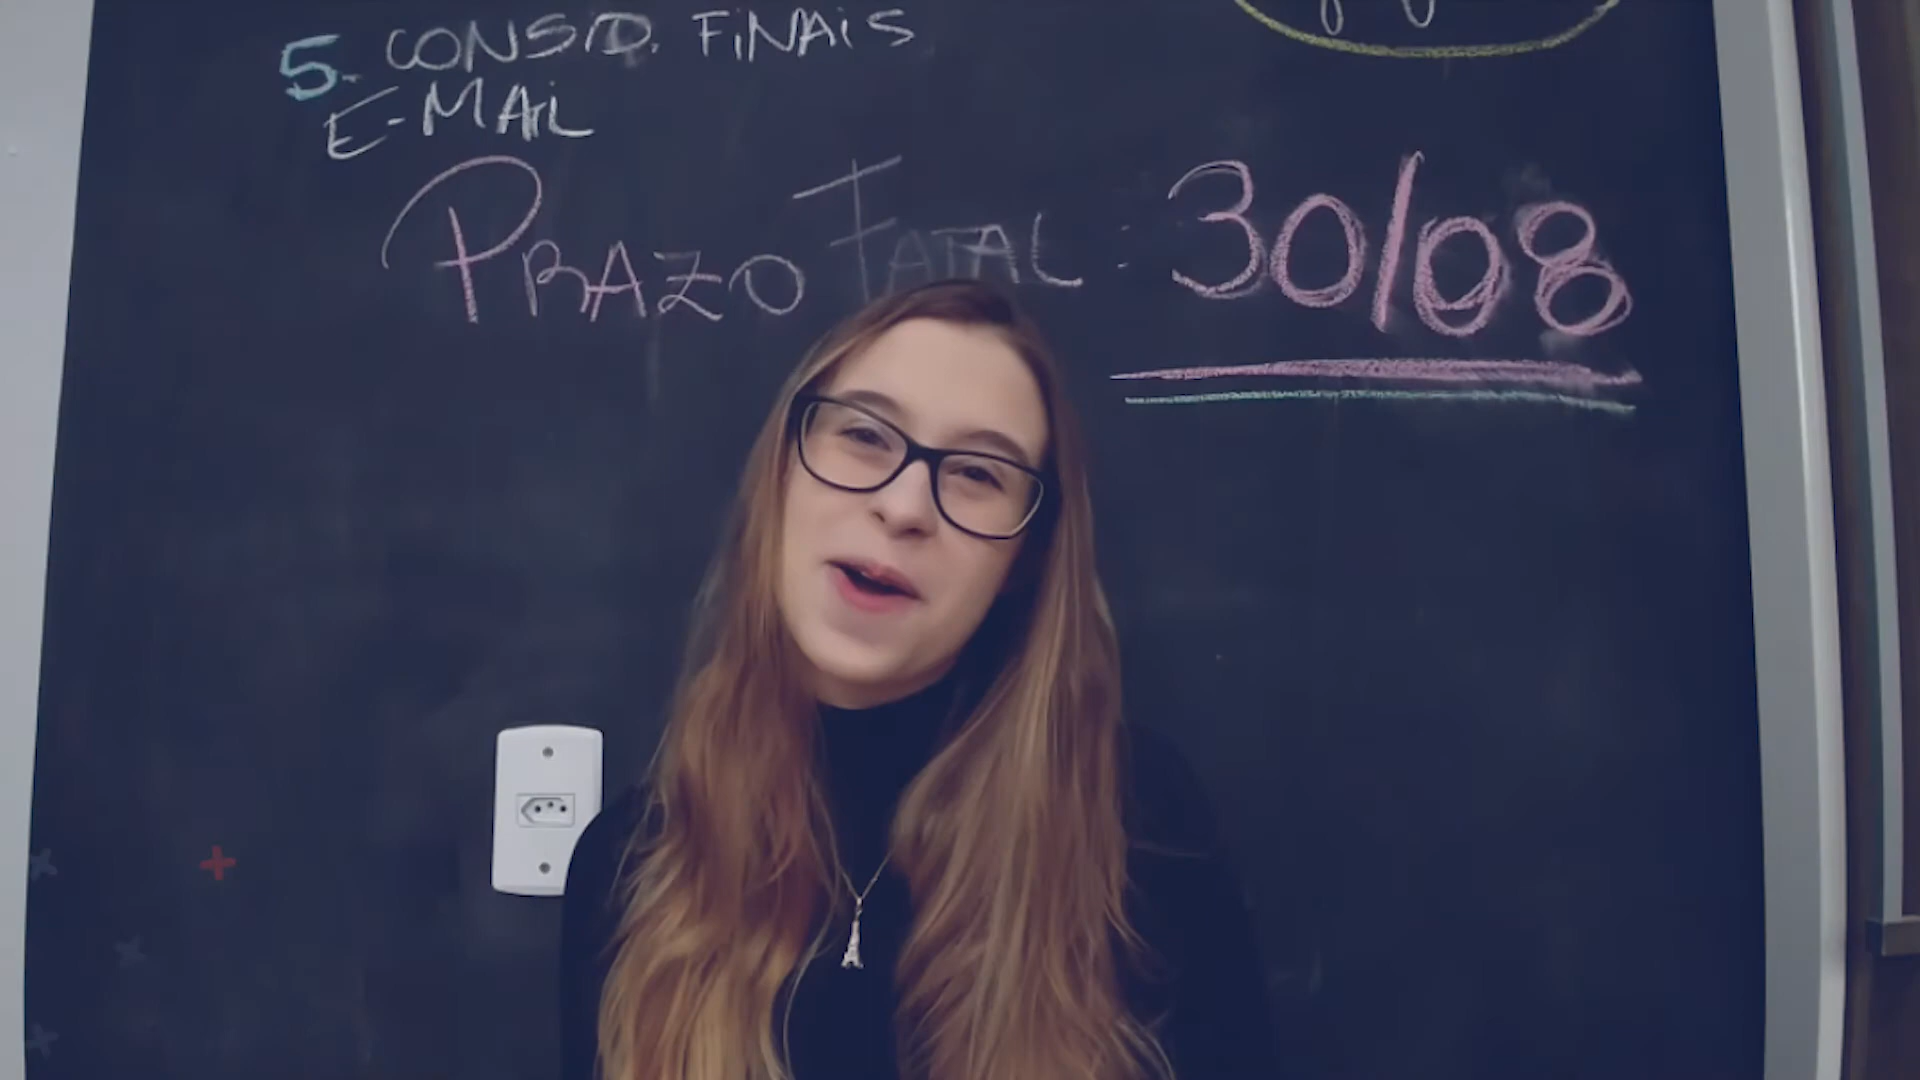 5. CONSID. FINAIS
E-MAIL
PRAZO FATAL: 30/08